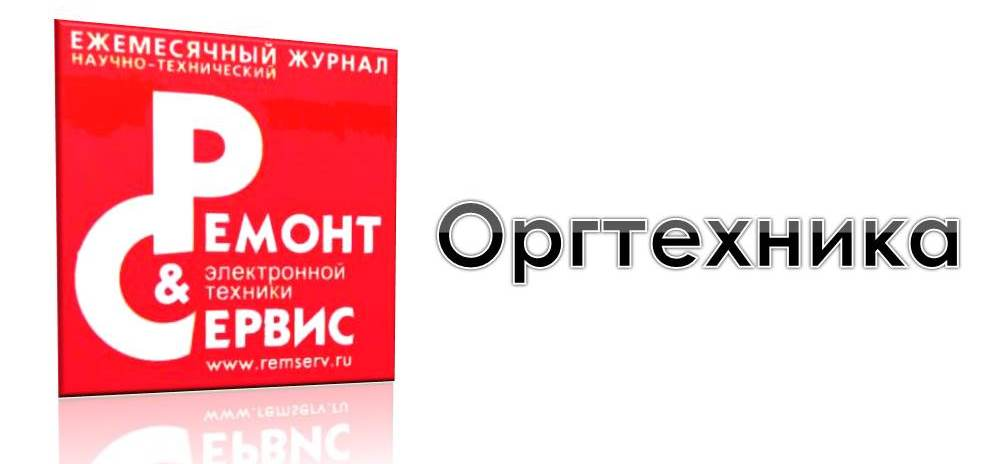 ЕЖЕМЕСЯЧНЫЙ ЖУРНАЛ
НАУЧНО-ТЕХНИЧЕСКИЙ
РЕМОНТ
& электронной
техники
СЕРВИС
www.remserv.ru
Оргтехника